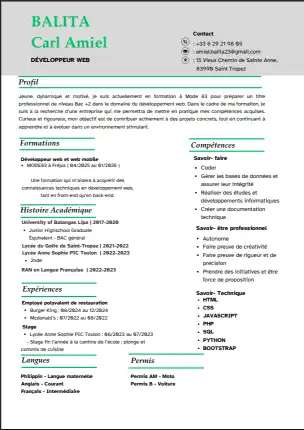 BALITA
Carl Amiel
DÉVELOPPEUR WEB
Contact
: +33 6 29 21 98 85
: amiel.balita23@gmail.com
: 15 Vieux Chemin de Sainte Anne,
83990 Saint Tropez
Profil
Jeune, dynamique et motivé, je suis actuellement en formation à Mode 83 pour préparer un titre
professionnel de niveau Bac +2 dans le domaine du développement web. Dans le cadre de ma formation, je
suis à la recherche d'une entreprise qui me permettra de mettre en pratique mes compétences acquises.
Curieux et rigoureux, mon objectif est de contribuer activement à des projets concrets, tout en continuant à
apprendre et à évoluer dans un environnement stimulant.
Formations
Développeur web et web mobile
• MODE83 à Fréjus | 04/2025 au 01/2026 |
Une formation qui m'aidera à acquérir des
connaissances techniques en développement web,
tant en front-end qu'en back-end.
Histoire Académique
University of Batangas Lipa | 2017-2020
• Junior Highschool Graduate
Équivalent - BAC général
Lycée du Golfe de Saint-Tropez | 2021-2022
Lycée Anne Sophie PIC Toulon | 2022-2023
• 2nde
RAN en Langue Française | 2022-2023
Expériences
Employé polyvalent de restauration
• Burger King : 08/2024 au 12/2024
• Mcdonald's : 07/2022 au 08/2022
Stage
• Lycée Anne Sophie PIC Toulon : 06/2023 au 07/2023
- Stage fin l'année à la cantine de l'école : plonge et
commis de cuisine
Compétences
Savoir- faire
• Coder
• Gérer les bases de données et
assurer leur intégrité
• Réaliser des études et
développements informatiques
• Créer une documentation
technique
Savoir- être professionnel
• Autonome
• Faire preuve de créativité
• Faire preuve de rigueur et de
précision
• Prendre des initiatives et être
force de proposition
Savoir- Technique
• HTML
• CSS
• JAVASCRIPT
• PHP
• SQL
• PYTHON
• BOOTSTRAP
Langues
Philippin - Langue maternelle
Anglais - Courant
Français - Intermédiaire
Permis
Permis AM - Moto
Permis B - Voiture